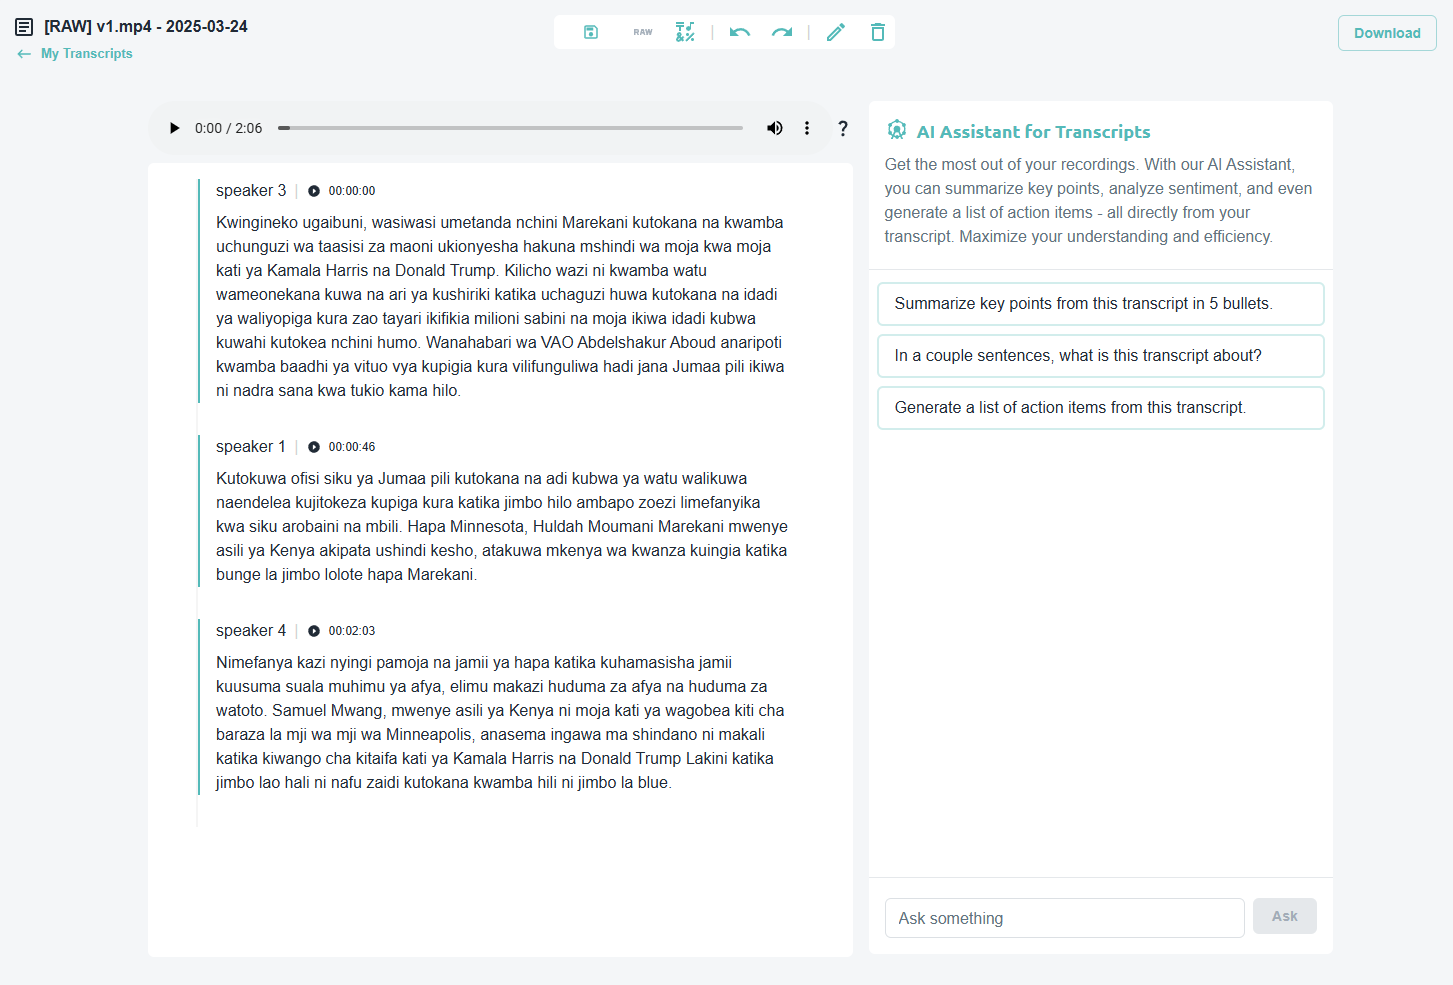 [RAW] v1.mp4 - 2025-03-24
My Transcripts
RAW
Download
0:00 / 2:06
?
speaker 3 | 00:00:00
Kwingineko ugaibuni, wasiwasi umetanda nchini Marekani kutokana na kwamba
uchunguzi wa taasisi za maoni ukionyesha hakuna mshindi wa moja kwa moja
kati ya Kamala Harris na Donald Trump. Kilicho wazi ni kwamba watu
wameonekana kuwa na ari ya kushiriki katika uchaguzi huwa kutokana na idadi
ya waliyopiga kura zao tayari ikifikia milioni sabini na moja ikiwa idadi kubwa
kuwahi kutokea nchini humo. Wanahabari wa VAO Abdelshakur Aboud anaripoti
kwamba baadhi ya vituo vya kupigia kura vilifunguliwa hadi jana Jumaa pili ikiwa
ni nadra sana kwa tukio kama hilo.
speaker 1 | 00:00:46
Kutokuwa ofisi siku ya Jumaa pili kutokana na adi kubwa ya watu walikuwa
naendelea kujitokeza kupiga kura katika jimbo hilo ambapo zoezi limefanyika
kwa siku arobaini na mbili. Hapa Minnesota, Huldah Moumani Marekani mwenye
asili ya Kenya akipata ushindi kesho, atakuwa mkenya wa kwanza kuingia katika
bunge la jimbo lolote hapa Marekani.
speaker 4 | 00:02:03
Nimefanya kazi nyingi pamoja na jamii ya hapa katika kuhamasisha jamii
kuusuma suala muhimu ya afya, elimu makazi huduma za afya na huduma za
watoto. Samuel Mwang, mwenye asili ya Kenya ni moja kati ya wagobea kiti cha
baraza la mji wa mji wa Minneapolis, anasema ingawa ma shindano ni makali
katika kiwango cha kitaifa kati ya Kamala Harris na Donald Trump Lakini katika
jimbo lao hali ni nafu zaidi kutokana kwamba hili ni jimbo la blue.
AI Assistant for Transcripts
Get the most out of your recordings. With our AI Assistant,
you can summarize key points, analyze sentiment, and even
generate a list of action items - all directly from your
transcript. Maximize your understanding and efficiency.
Summarize key points from this transcript in 5 bullets.
In a couple sentences, what is this transcript about?
Generate a list of action items from this transcript.
Ask something
Ask